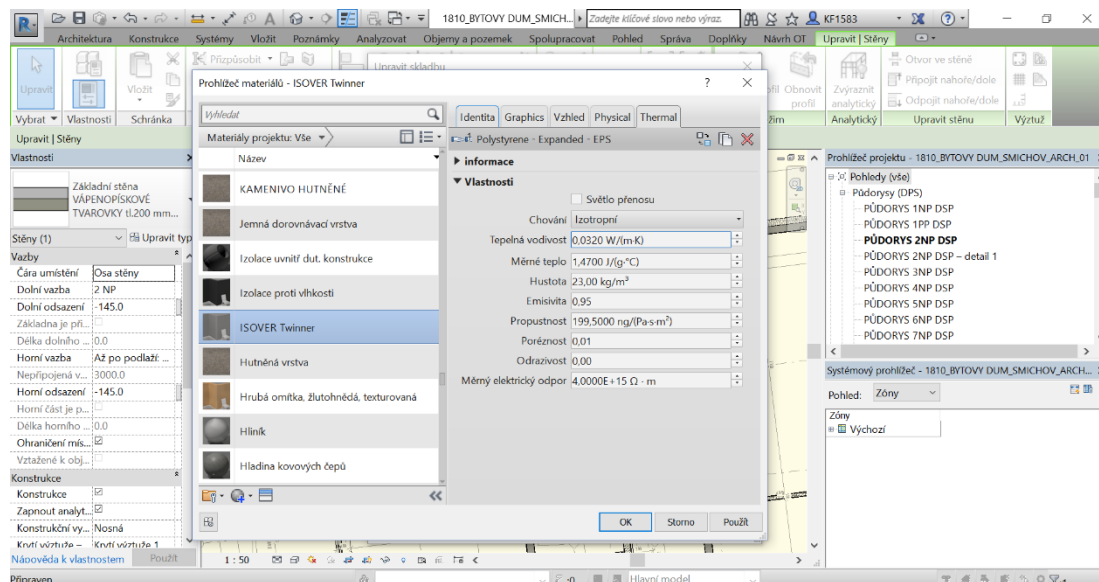 1810_BYTOVY DUM_SMICH...
Zadejte klíčové slovo nebo výraz.
KF1583
Architektura Konstrukce Systémy Vložit Poznámky Analyzovat Objemy a pozemek Spolupracovat Pohled Správa Doplňky Návrh OT Upravit | Stěny
Upravit
Vložit
Přizpůsobit
Upravit skladbu
Obnovit
profil
Zvýraznit
analytický
Otvor ve stěně
Připojit nahoře/dole
Odpojit nahoře/dole
Vybrat Vlastnosti Schránka
Analytický Upravit stěnu Výztuž
Upravit | Stěny
Vlastnosti
Základní stěna
VÁPENOPÍSKOVÉ
TVAROVKY tl.200 mm...
Stěny (1) Upravit typ
Vazby
Čára umístění Osa stěny
Dolní vazba 2 NP
Dolní odsazení -145.0
Základna je při...
Délka dolního ... 0.0
Horní vazba Až po podlaží: ...
Nepřipojená v... 3000.0
Horní odsazení -145.0
Horní část je p...
Délka horního ... 0.0
Ohraničení mís...
Vztažené k obj...
Konstrukce
Konstrukce
Zapnout analyt...
Konstrukční vy... Nosná
Krytí výztuže – Krytí výztuže 1
Nápověda k vlastnostem Použít
Připraven
Prohlížeč materiálů - ISOVER Twinner
Vyhledat
Materiály projektu: Vše
Název
KAMENIVO HUTNĚNÉ
Jemná dorovnávací vrstva
Izolace uvnitř dut. konstrukce
Izolace proti vlhkosti
ISOVER Twinner
Hutněná vrstva
Hrubá omítka, žlutohnědá, texturovaná
Hliník
Hladina kovových čepů
Identita Graphics Vzhled Physical Thermal
Polystyrene - Expanded - EPS
informace
Vlastnosti
Světlo přenosu
Chování Izotropní
Tepelná vodivost 0,0320 W/(m·K)
Měrné teplo 1,4700 J/(g·°C)
Hustota 23,00 kg/m³
Emisivita 0,95
Propustnost 199,5000 ng/(Pa·s·m²)
Poréznost 0,01
Odrazivost 0,00
Měrný elektrický odpor 4,0000E+15 Ω · m
OK Storno Použít
1 : 50
:0 Hlavní model
Prohlížeč projektu - 1810_BYTOVY DUM_SMICHOV_ARCH_01
Pohledy (vše)
Půdorysy (DPS)
PŮDORYS 1NP DSP
PŮDORYS 1PP DSP
PŮDORYS 2NP DSP
PŮDORYS 2NP DSP – detail 1
PŮDORYS 3NP DSP
PŮDORYS 4NP DSP
PŮDORYS 5NP DSP
PŮDORYS 6NP DSP
PŮDORYS 7NP DSP
Systémový prohlížeč - 1810_BYTOVY DUM_SMICHOV_ARCH...
Pohled: Zóny
Zóny
Výchozí